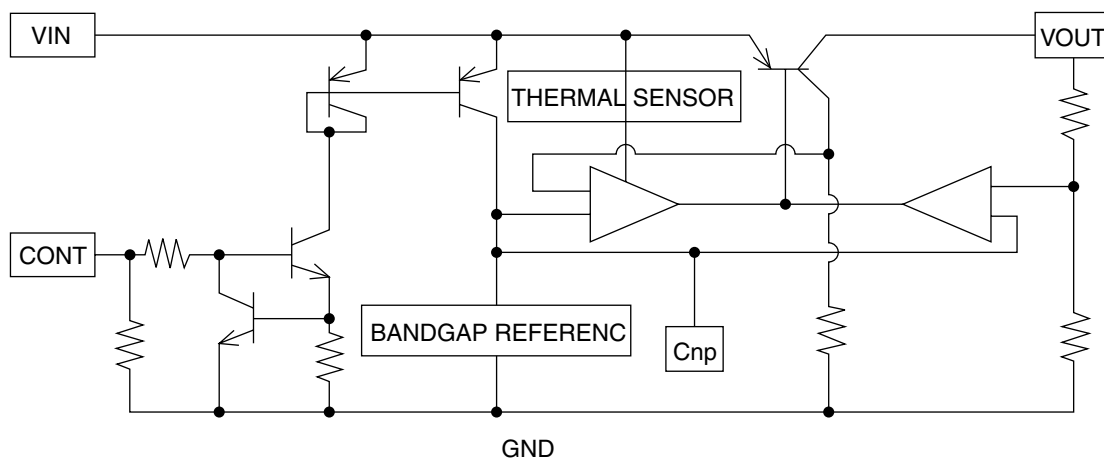 VIN
VOUT
THERMAL SENSOR
CONT
BANDGAP REFERENC
Cnp
GND